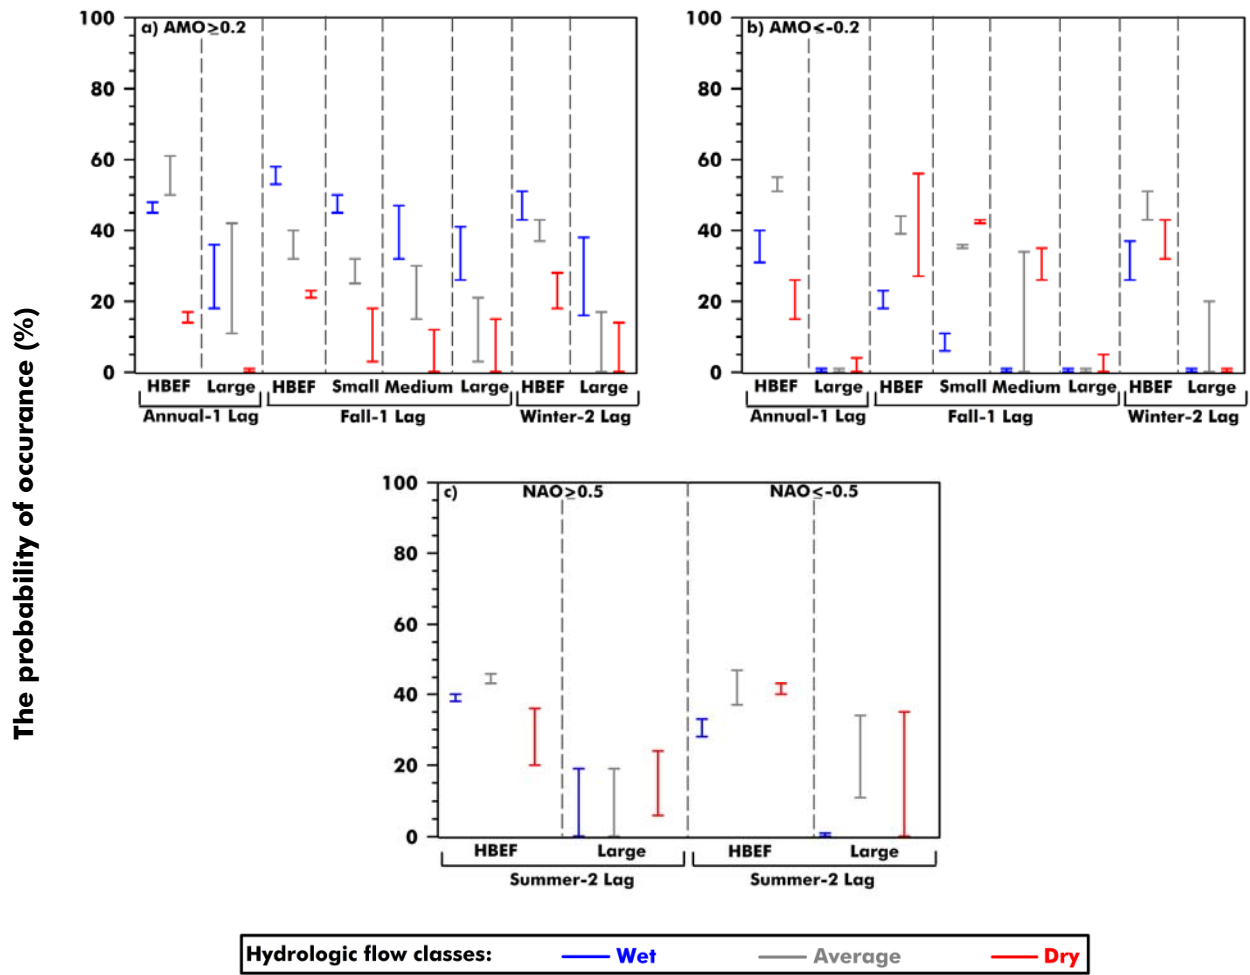 The probability of occurance (%)
a) AMO≥0.2
100
80
60
40
20
0
HBEF Large HBEF Small Medium Large HBEF Large
Annual-1 Lag Fall-1 Lag Winter-2 Lag
b) AMO≤-0.2
100
80
60
40
20
0
HBEF Large HBEF Small Medium Large HBEF Large
Annual-1 Lag Fall-1 Lag Winter-2 Lag
c) NAO≥0.5 NAO≤-0.5
100
80
60
40
20
0
HBEF Large HBEF Large
Summer-2 Lag Summer-2 Lag
Hydrologic flow classes: Wet Average Dry